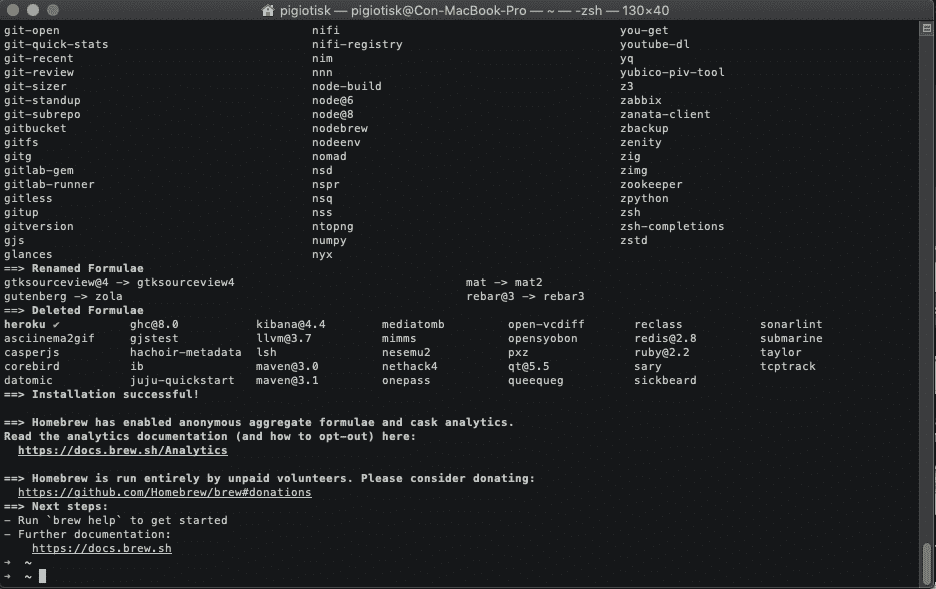 pigiotisk — pigiotisk@Con-MacBook-Pro — ~ — -zsh — 130×40
git-open nifi you-get
git-quick-stats nifi-registry youtube-dl
git-recent nim yq
git-review nnn yubico-piv-tool
git-sizer node-build z3
git-standup node@6 zabbix
git-subrepo node@8 zanata-client
gitbucket nodebrew zbackup
gitfs nodeenv zenity
gitg nomad zig
gitlab-gem nsd zimg
gitlab-runner nspr zookeeper
gitless nsq zpython
gitup nss zsh
gitversion ntopng zsh-completions
gjs numpy zstd
glances nyx
==> Renamed Formulae
gtksourceview@4 -> gtksourceview4 mat -> mat2
gutenberg -> zola rebar@3 -> rebar3
==> Deleted Formulae
heroku ✔ ghc@8.0 kibana@4.4 mediatomb open-vcdiff reclass sonarlint
asciinema2gif gjstest llvm@3.7 mimms opensyobon redis@2.8 submarine
casperjs hachoir-metadata lsh nesemu2 pxz ruby@2.2 taylor
corebird ib maven@3.0 nethack4 qt@5.5 sary tcptrack
datomic juju-quickstart maven@3.1 onepass queequeg sickbeard
==> Installation successful!
==> Homebrew has enabled anonymous aggregate formulae and cask analytics.
Read the analytics documentation (and how to opt-out) here:
https://docs.brew.sh/Analytics
==> Homebrew is run entirely by unpaid volunteers. Please consider donating:
https://github.com/Homebrew/brew#donations
==> Next steps:
- Run `brew help` to get started
- Further documentation:
https://docs.brew.sh
➜ ~
➜ ~